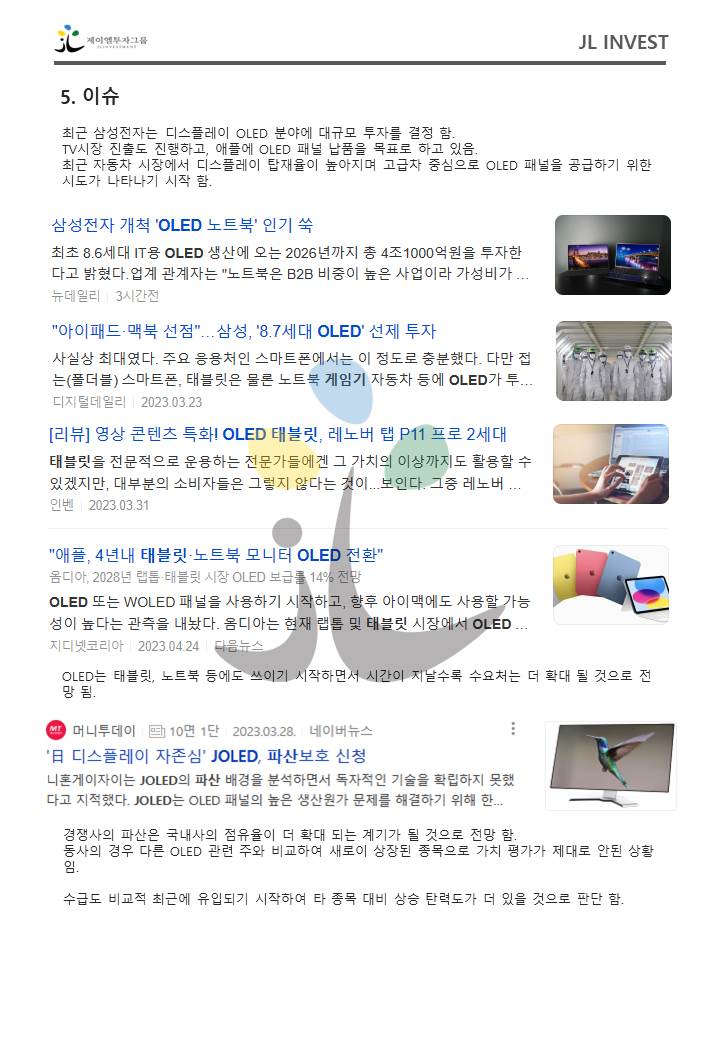 제이엘투자그룹
JLINVESTMENT
JL INVEST
5. 이슈
최근 삼성전자는 디스플레이 OLED 분야에 대규모 투자를 결정 함.
TV시장 진출도 진행하고, 애플에 OLED 패널 납품을 목표로 하고 있음.
최근 자동차 시장에서 디스플레이 탑재율이 높아지며 고급차 중심으로 OLED 패널을 공급하기 위한
시도가 나타나기 시작 함.
삼성전자 개척 'OLED 노트북' 인기 쑥
최초 8.6세대 IT용 OLED 생산에 오는 2026년까지 총 4조1000억원을 투자한
다고 밝혔다.업계 관계자는 "노트북은 B2B 비중이 높은 사업이라 가성비가 ...
뉴데일리 3시간전
"아이패드·맥북 선점"…삼성, '8.7세대 OLED' 선제 투자
사실상 최대였다. 주요 응용처인 스마트폰에서는 이 정도로 충분했다. 다만 접
는(폴더블) 스마트폰, 태블릿은 물론 노트북 게임기 자동차 등에 OLED가 투...
디지털데일리 2023.03.23
[리뷰] 영상 콘텐츠 특화! OLED 태블릿, 레노버 탭 P11 프로 2세대
태블릿을 전문적으로 운용하는 전문가들에겐 그 가치의 이상까지도 활용할 수
있겠지만, 대부분의 소비자들은 그렇지 않다는 것이...보인다. 그중 레노버 ...
인벤 2023.03.31
"애플, 4년내 태블릿·노트북 모니터 OLED 전환"
옴디아, 2028년 랩톱·태블릿 시장 OLED 보급률 14% 전망
OLED 또는 WOLED 패널을 사용하기 시작하고, 향후 아이맥에도 사용할 가능
성이 높다는 관측을 내놨다. 옴디아는 현재 랩톱 및 태블릿 시장에서 OLED ...
지디넷코리아 2023.04.24 다음뉴스
OLED는 태블릿, 노트북 등에도 쓰이기 시작하면서 시간이 지날수록 수요처는 더 확대 될 것으로 전
망 됨.
MT 머니투데이 10면 1단 2023.03.28. 네이버뉴스
'日 디스플레이 자존심' JOLED, 파산보호 신청
니혼게이자이는 JOLED의 파산 배경을 분석하면서 독자적인 기술을 확립하지 못했
다고 지적했다. JOLED는 OLED 패널의 높은 생산원가 문제를 해결하기 위해 한...
경쟁사의 파산은 국내사의 점유율이 더 확대 되는 계기가 될 것으로 전망 함.
동사의 경우 다른 OLED 관련 주와 비교하여 새로이 상장된 종목으로 가치 평가가 제대로 안된 상황
임.
수급도 비교적 최근에 유입되기 시작하여 타 종목 대비 상승 탄력도가 더 있을 것으로 판단 함.